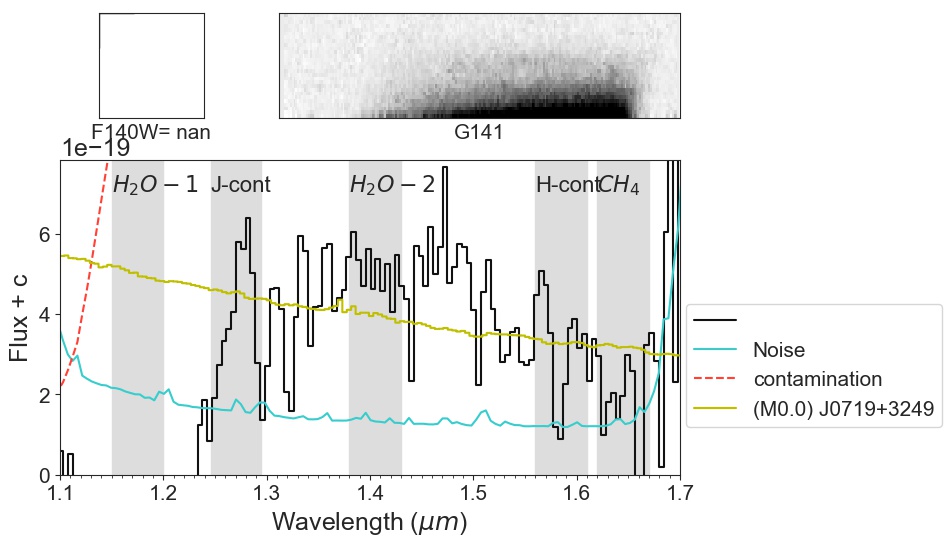 F140W= nan
G141
1e−19
H₂O − 1
J-cont
H₂O − 2
H-cont
CH₄
6
4
2
0
Flux + c
1.1
1.2
1.3
1.4
1.5
1.6
1.7
Wavelength (μm)
Noise
contamination
(M0.0) J0719+3249